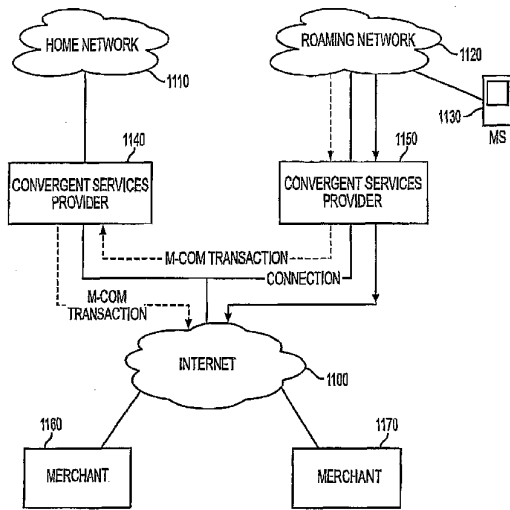 HOME NETWORK
1110
ROAMING NETWORK
1120
1130
MS
1140
CONVERGENT SERVICES
PROVIDER
1150
CONVERGENT SERVICES
PROVIDER
M-COM TRANSACTION
CONNECTION
M-COM
TRANSACTION
INTERNET
1100
1160
MERCHANT
1170
MERCHANT